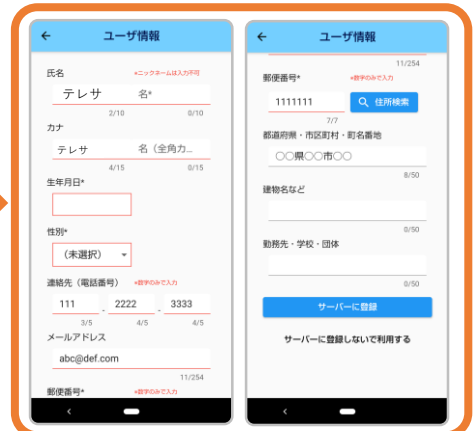 ユーザ情報
氏名 *ニックネームは入力不可
テレサ 名*
2/10 0/10
カナ
テレサ 名（全角カ...
4/15 0/15
生年月日*
性別*
（未選択）
連絡先（電話番号） *数字のみで入力
111 - 2222 - 3333
3/5 4/5 4/5
メールアドレス
abc@def.com
11/254
郵便番号* *数字のみで入力
ユーザ情報
11/254
郵便番号* *数字のみで入力
1111111 住所検索
7/7
都道府県・市区町村・町名番地
○○県○○市○○
8/50
建物名など
0/50
勤務先・学校・団体
0/50
サーバーに登録
サーバーに登録しないで利用する